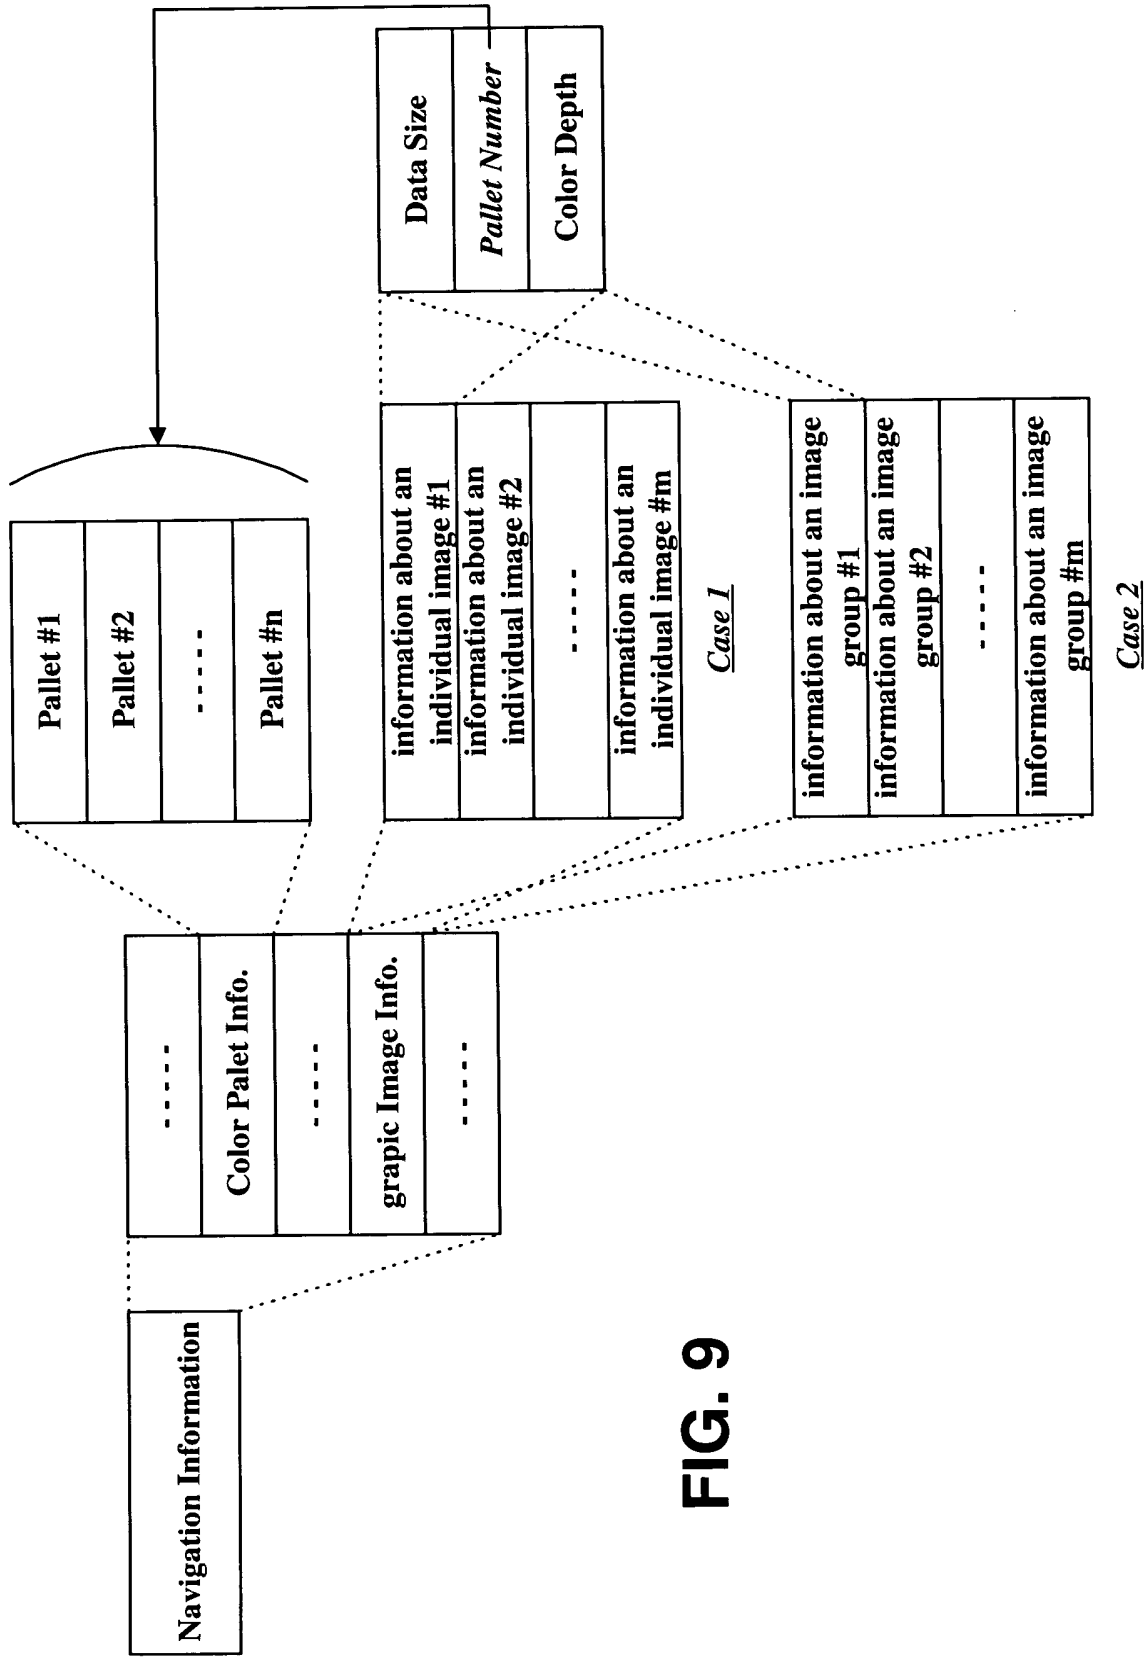 Navigation Information
-----
Color Palet Info.
-----
grapic Image Info.
-----
Pallet #1
Pallet #2
-----
Pallet #n
information about an
individual image #1
information about an
individual image #2
-----
information about an
individual image #m
Case 1
information about an image
group #1
information about an image
group #2
-----
information about an image
group #m
Case 2
Data Size
Pallet Number
Color Depth
FIG. 9